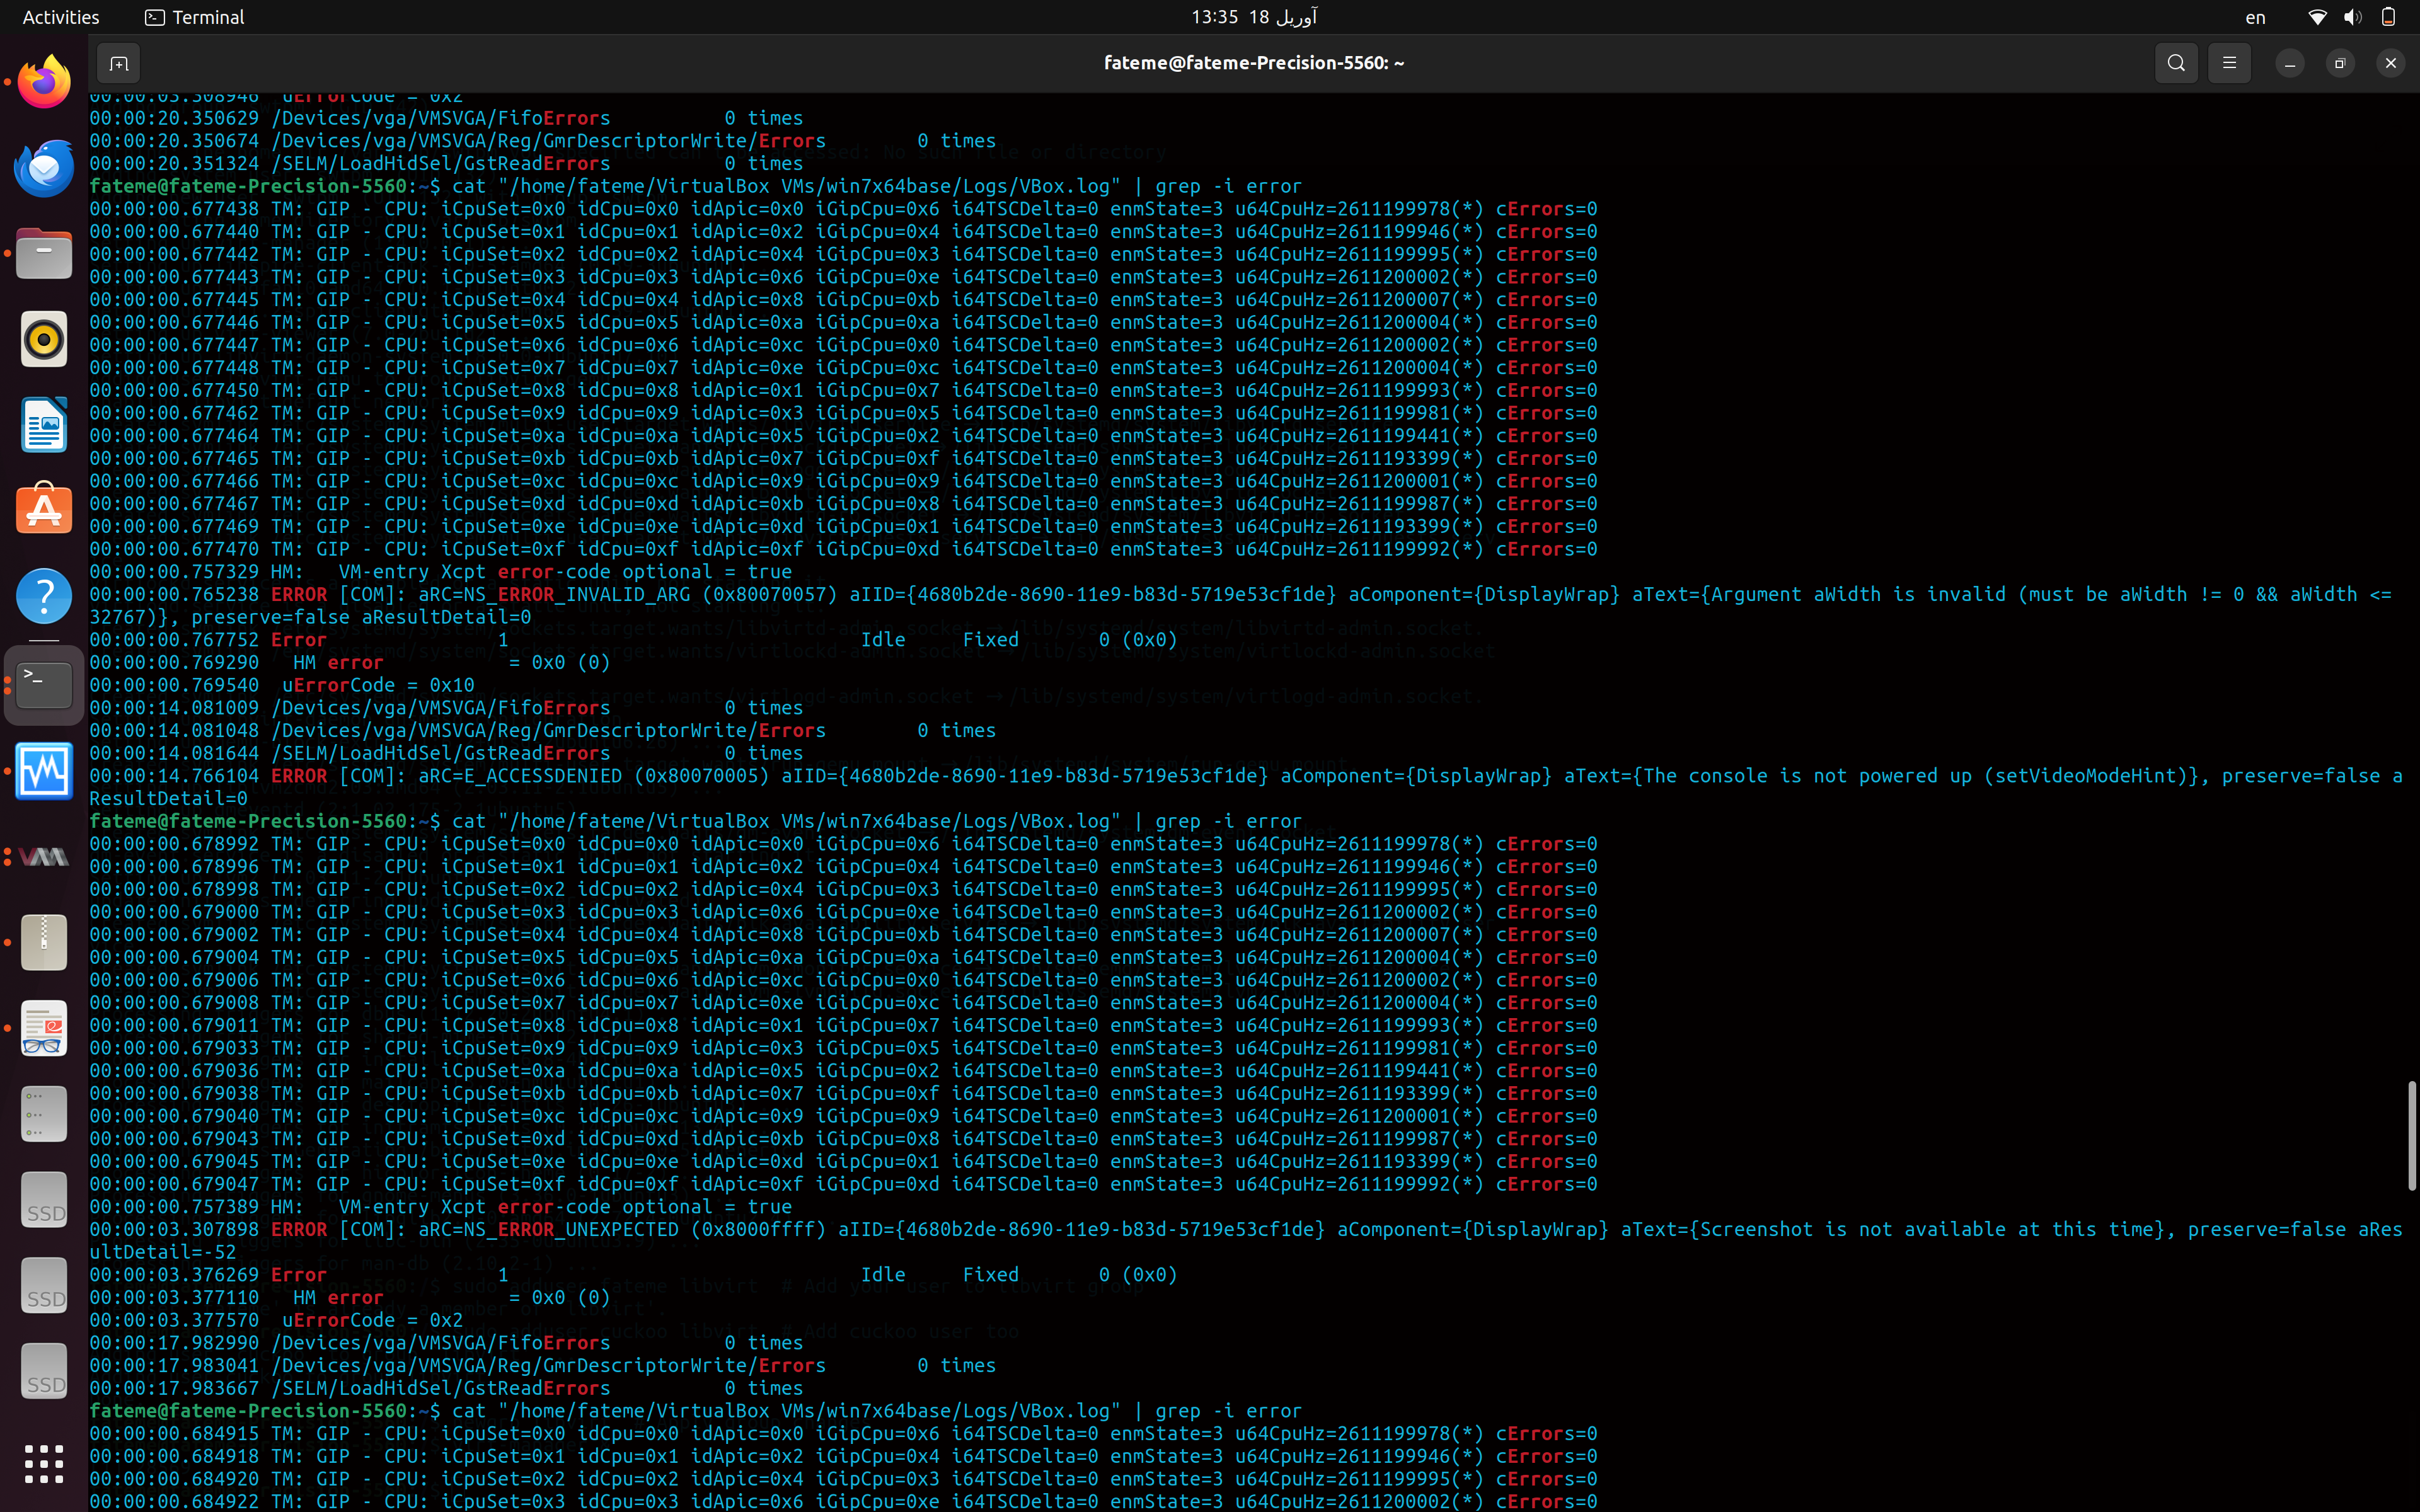 Activities
Terminal
13:35  18 آوریل
en
fateme@fateme-Precision-5560: ~
00:00:03.308946  uErrorCode = 0x2
00:00:20.350629 /Devices/vga/VMSVGA/FifoErrors          0 times
00:00:20.350674 /Devices/vga/VMSVGA/Reg/GmrDescriptorWrite/Errors        0 times
00:00:20.351324 /SELM/LoadHidSel/GstReadErrors          0 times
fateme@fateme-Precision-5560:~$ cat "/home/fateme/VirtualBox VMs/win7x64base/Logs/VBox.log" | grep -i error
00:00:00.677438 TM: GIP - CPU: iCpuSet=0x0 idCpu=0x0 idApic=0x0 iGipCpu=0x6 i64TSCDelta=0 enmState=3 u64CpuHz=2611199978(*) cErrors=0
00:00:00.677440 TM: GIP - CPU: iCpuSet=0x1 idCpu=0x1 idApic=0x2 iGipCpu=0x4 i64TSCDelta=0 enmState=3 u64CpuHz=2611199946(*) cErrors=0
00:00:00.677442 TM: GIP - CPU: iCpuSet=0x2 idCpu=0x2 idApic=0x4 iGipCpu=0x3 i64TSCDelta=0 enmState=3 u64CpuHz=2611199995(*) cErrors=0
00:00:00.677443 TM: GIP - CPU: iCpuSet=0x3 idCpu=0x3 idApic=0x6 iGipCpu=0xe i64TSCDelta=0 enmState=3 u64CpuHz=2611200002(*) cErrors=0
00:00:00.677445 TM: GIP - CPU: iCpuSet=0x4 idCpu=0x4 idApic=0x8 iGipCpu=0xb i64TSCDelta=0 enmState=3 u64CpuHz=2611200007(*) cErrors=0
00:00:00.677446 TM: GIP - CPU: iCpuSet=0x5 idCpu=0x5 idApic=0xa iGipCpu=0xa i64TSCDelta=0 enmState=3 u64CpuHz=2611200004(*) cErrors=0
00:00:00.677447 TM: GIP - CPU: iCpuSet=0x6 idCpu=0x6 idApic=0xc iGipCpu=0x0 i64TSCDelta=0 enmState=3 u64CpuHz=2611200002(*) cErrors=0
00:00:00.677448 TM: GIP - CPU: iCpuSet=0x7 idCpu=0x7 idApic=0xe iGipCpu=0xc i64TSCDelta=0 enmState=3 u64CpuHz=2611200004(*) cErrors=0
00:00:00.677450 TM: GIP - CPU: iCpuSet=0x8 idCpu=0x8 idApic=0x1 iGipCpu=0x7 i64TSCDelta=0 enmState=3 u64CpuHz=2611199993(*) cErrors=0
00:00:00.677462 TM: GIP - CPU: iCpuSet=0x9 idCpu=0x9 idApic=0x3 iGipCpu=0x5 i64TSCDelta=0 enmState=3 u64CpuHz=2611199981(*) cErrors=0
00:00:00.677464 TM: GIP - CPU: iCpuSet=0xa idCpu=0xa idApic=0x5 iGipCpu=0x2 i64TSCDelta=0 enmState=3 u64CpuHz=2611199441(*) cErrors=0
00:00:00.677465 TM: GIP - CPU: iCpuSet=0xb idCpu=0xb idApic=0x7 iGipCpu=0xf i64TSCDelta=0 enmState=3 u64CpuHz=2611193399(*) cErrors=0
00:00:00.677466 TM: GIP - CPU: iCpuSet=0xc idCpu=0xc idApic=0x9 iGipCpu=0x9 i64TSCDelta=0 enmState=3 u64CpuHz=2611200001(*) cErrors=0
00:00:00.677467 TM: GIP - CPU: iCpuSet=0xd idCpu=0xd idApic=0xb iGipCpu=0x8 i64TSCDelta=0 enmState=3 u64CpuHz=2611199987(*) cErrors=0
00:00:00.677469 TM: GIP - CPU: iCpuSet=0xe idCpu=0xe idApic=0xd iGipCpu=0x1 i64TSCDelta=0 enmState=3 u64CpuHz=2611193399(*) cErrors=0
00:00:00.677470 TM: GIP - CPU: iCpuSet=0xf idCpu=0xf idApic=0xf iGipCpu=0xd i64TSCDelta=0 enmState=3 u64CpuHz=2611199992(*) cErrors=0
00:00:00.757329 HM:   VM-entry Xcpt error-code optional = true
00:00:00.765238 ERROR [COM]: aRC=NS_ERROR_INVALID_ARG (0x80070057) aIID={4680b2de-8690-11e9-b83d-5719e53cf1de} aComponent={DisplayWrap} aText={Argument aWidth is invalid (must be aWidth != 0 && aWidth <=
32767)}, preserve=false aResultDetail=0
00:00:00.767752 Error               1                               Idle     Fixed     0 (0x0)
00:00:00.769290   HM error           = 0x0 (0)
00:00:00.769540  uErrorCode = 0x10
00:00:14.081009 /Devices/vga/VMSVGA/FifoErrors          0 times
00:00:14.081048 /Devices/vga/VMSVGA/Reg/GmrDescriptorWrite/Errors        0 times
00:00:14.081644 /SELM/LoadHidSel/GstReadErrors          0 times
00:00:14.766104 ERROR [COM]: aRC=E_ACCESSDENIED (0x80070005) aIID={4680b2de-8690-11e9-b83d-5719e53cf1de} aComponent={DisplayWrap} aText={The console is not powered up (setVideoModeHint)}, preserve=false a
ResultDetail=0
fateme@fateme-Precision-5560:~$ cat "/home/fateme/VirtualBox VMs/win7x64base/Logs/VBox.log" | grep -i error
00:00:00.678992 TM: GIP - CPU: iCpuSet=0x0 idCpu=0x0 idApic=0x0 iGipCpu=0x6 i64TSCDelta=0 enmState=3 u64CpuHz=2611199978(*) cErrors=0
00:00:00.678996 TM: GIP - CPU: iCpuSet=0x1 idCpu=0x1 idApic=0x2 iGipCpu=0x4 i64TSCDelta=0 enmState=3 u64CpuHz=2611199946(*) cErrors=0
00:00:00.678998 TM: GIP - CPU: iCpuSet=0x2 idCpu=0x2 idApic=0x4 iGipCpu=0x3 i64TSCDelta=0 enmState=3 u64CpuHz=2611199995(*) cErrors=0
00:00:00.679000 TM: GIP - CPU: iCpuSet=0x3 idCpu=0x3 idApic=0x6 iGipCpu=0xe i64TSCDelta=0 enmState=3 u64CpuHz=2611200002(*) cErrors=0
00:00:00.679002 TM: GIP - CPU: iCpuSet=0x4 idCpu=0x4 idApic=0x8 iGipCpu=0xb i64TSCDelta=0 enmState=3 u64CpuHz=2611200007(*) cErrors=0
00:00:00.679004 TM: GIP - CPU: iCpuSet=0x5 idCpu=0x5 idApic=0xa iGipCpu=0xa i64TSCDelta=0 enmState=3 u64CpuHz=2611200004(*) cErrors=0
00:00:00.679006 TM: GIP - CPU: iCpuSet=0x6 idCpu=0x6 idApic=0xc iGipCpu=0x0 i64TSCDelta=0 enmState=3 u64CpuHz=2611200002(*) cErrors=0
00:00:00.679008 TM: GIP - CPU: iCpuSet=0x7 idCpu=0x7 idApic=0xe iGipCpu=0xc i64TSCDelta=0 enmState=3 u64CpuHz=2611200004(*) cErrors=0
00:00:00.679011 TM: GIP - CPU: iCpuSet=0x8 idCpu=0x8 idApic=0x1 iGipCpu=0x7 i64TSCDelta=0 enmState=3 u64CpuHz=2611199993(*) cErrors=0
00:00:00.679033 TM: GIP - CPU: iCpuSet=0x9 idCpu=0x9 idApic=0x3 iGipCpu=0x5 i64TSCDelta=0 enmState=3 u64CpuHz=2611199981(*) cErrors=0
00:00:00.679036 TM: GIP - CPU: iCpuSet=0xa idCpu=0xa idApic=0x5 iGipCpu=0x2 i64TSCDelta=0 enmState=3 u64CpuHz=2611199441(*) cErrors=0
00:00:00.679038 TM: GIP - CPU: iCpuSet=0xb idCpu=0xb idApic=0x7 iGipCpu=0xf i64TSCDelta=0 enmState=3 u64CpuHz=2611193399(*) cErrors=0
00:00:00.679040 TM: GIP - CPU: iCpuSet=0xc idCpu=0xc idApic=0x9 iGipCpu=0x9 i64TSCDelta=0 enmState=3 u64CpuHz=2611200001(*) cErrors=0
00:00:00.679043 TM: GIP - CPU: iCpuSet=0xd idCpu=0xd idApic=0xb iGipCpu=0x8 i64TSCDelta=0 enmState=3 u64CpuHz=2611199987(*) cErrors=0
00:00:00.679045 TM: GIP - CPU: iCpuSet=0xe idCpu=0xe idApic=0xd iGipCpu=0x1 i64TSCDelta=0 enmState=3 u64CpuHz=2611193399(*) cErrors=0
00:00:00.679047 TM: GIP - CPU: iCpuSet=0xf idCpu=0xf idApic=0xf iGipCpu=0xd i64TSCDelta=0 enmState=3 u64CpuHz=2611199992(*) cErrors=0
00:00:00.757389 HM:   VM-entry Xcpt error-code optional = true
00:00:03.307898 ERROR [COM]: aRC=NS_ERROR_UNEXPECTED (0x8000ffff) aIID={4680b2de-8690-11e9-b83d-5719e53cf1de} aComponent={DisplayWrap} aText={Screenshot is not available at this time}, preserve=false aRes
ultDetail=-52
00:00:03.376269 Error               1                               Idle     Fixed     0 (0x0)
00:00:03.377110   HM error           = 0x0 (0)
00:00:03.377570  uErrorCode = 0x2
00:00:17.982990 /Devices/vga/VMSVGA/FifoErrors          0 times
00:00:17.983041 /Devices/vga/VMSVGA/Reg/GmrDescriptorWrite/Errors        0 times
00:00:17.983667 /SELM/LoadHidSel/GstReadErrors          0 times
fateme@fateme-Precision-5560:~$ cat "/home/fateme/VirtualBox VMs/win7x64base/Logs/VBox.log" | grep -i error
00:00:00.684915 TM: GIP - CPU: iCpuSet=0x0 idCpu=0x0 idApic=0x0 iGipCpu=0x6 i64TSCDelta=0 enmState=3 u64CpuHz=2611199978(*) cErrors=0
00:00:00.684918 TM: GIP - CPU: iCpuSet=0x1 idCpu=0x1 idApic=0x2 iGipCpu=0x4 i64TSCDelta=0 enmState=3 u64CpuHz=2611199946(*) cErrors=0
00:00:00.684920 TM: GIP - CPU: iCpuSet=0x2 idCpu=0x2 idApic=0x4 iGipCpu=0x3 i64TSCDelta=0 enmState=3 u64CpuHz=2611199995(*) cErrors=0
00:00:00.684922 TM: GIP - CPU: iCpuSet=0x3 idCpu=0x3 idApic=0x6 iGipCpu=0xe i64TSCDelta=0 enmState=3 u64CpuHz=2611200002(*) cErrors=0
SSD
SSD
SSD